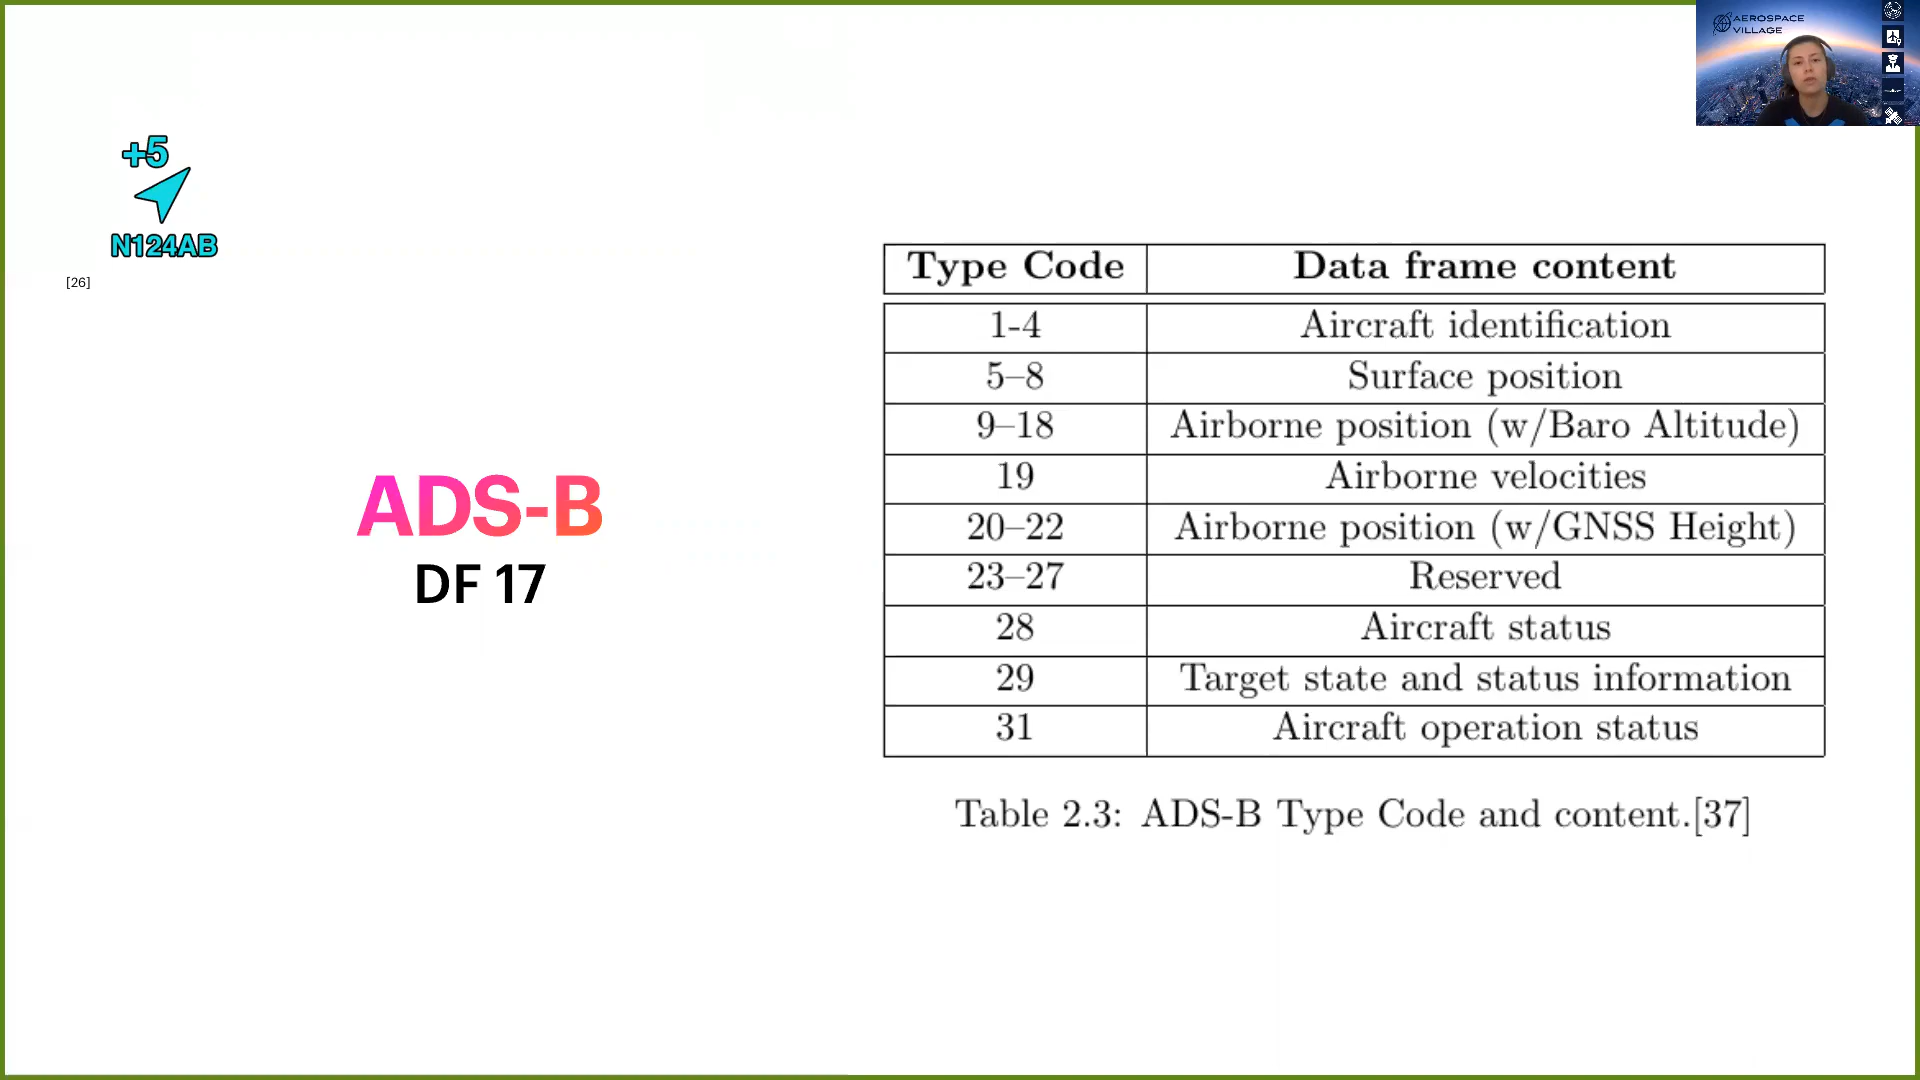 AEROSPACE
VILLAGE
+5
N124AB
[26]
ADS-B
DF 17
Type Code Data frame content
1-4 Aircraft identification
5–8 Surface position
9–18 Airborne position (w/Baro Altitude)
19 Airborne velocities
20–22 Airborne position (w/GNSS Height)
23–27 Reserved
28 Aircraft status
29 Target state and status information
31 Aircraft operation status
Table 2.3: ADS-B Type Code and content.[37]